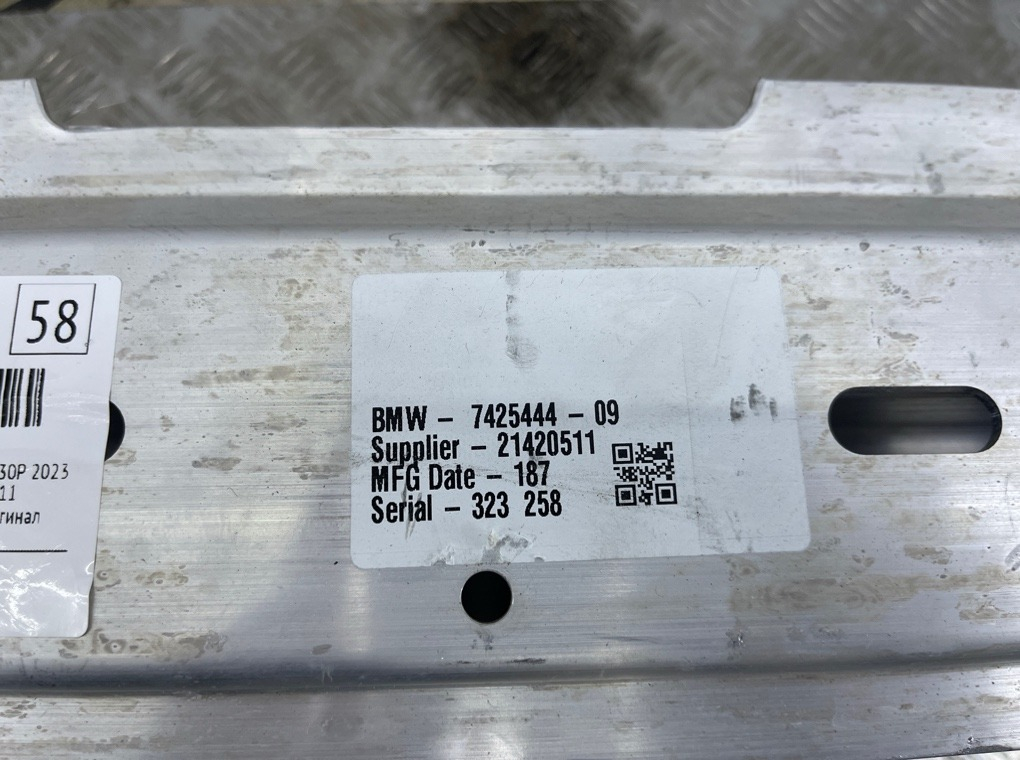 58
30P 2023
11
гинал
BMW - 7425444 - 09
Supplier - 21420511
MFG Date - 187
Serial - 323 258